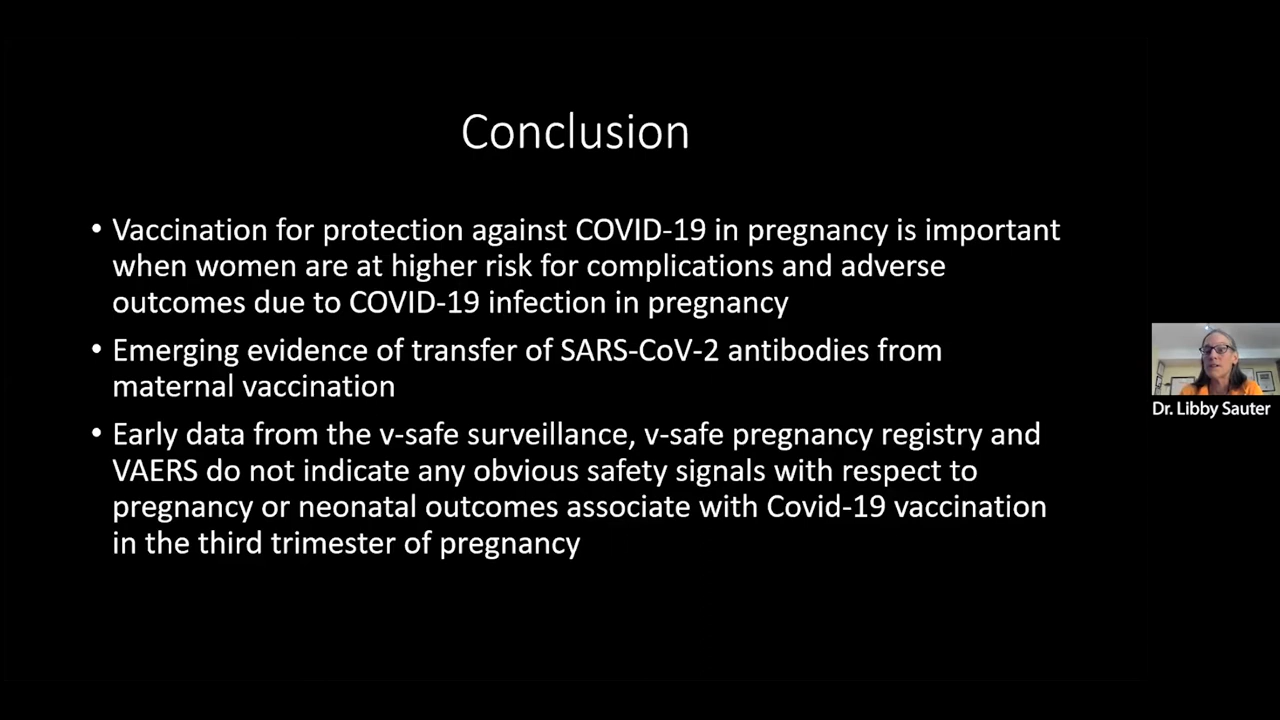 Conclusion
• Vaccination for protection against COVID-19 in pregnancy is important
when women are at higher risk for complications and adverse
outcomes due to COVID-19 infection in pregnancy
• Emerging evidence of transfer of SARS-CoV-2 antibodies from
maternal vaccination
• Early data from the v-safe surveillance, v-safe pregnancy registry and
VAERS do not indicate any obvious safety signals with respect to
pregnancy or neonatal outcomes associate with Covid-19 vaccination
in the third trimester of pregnancy
Dr. Libby Sauter